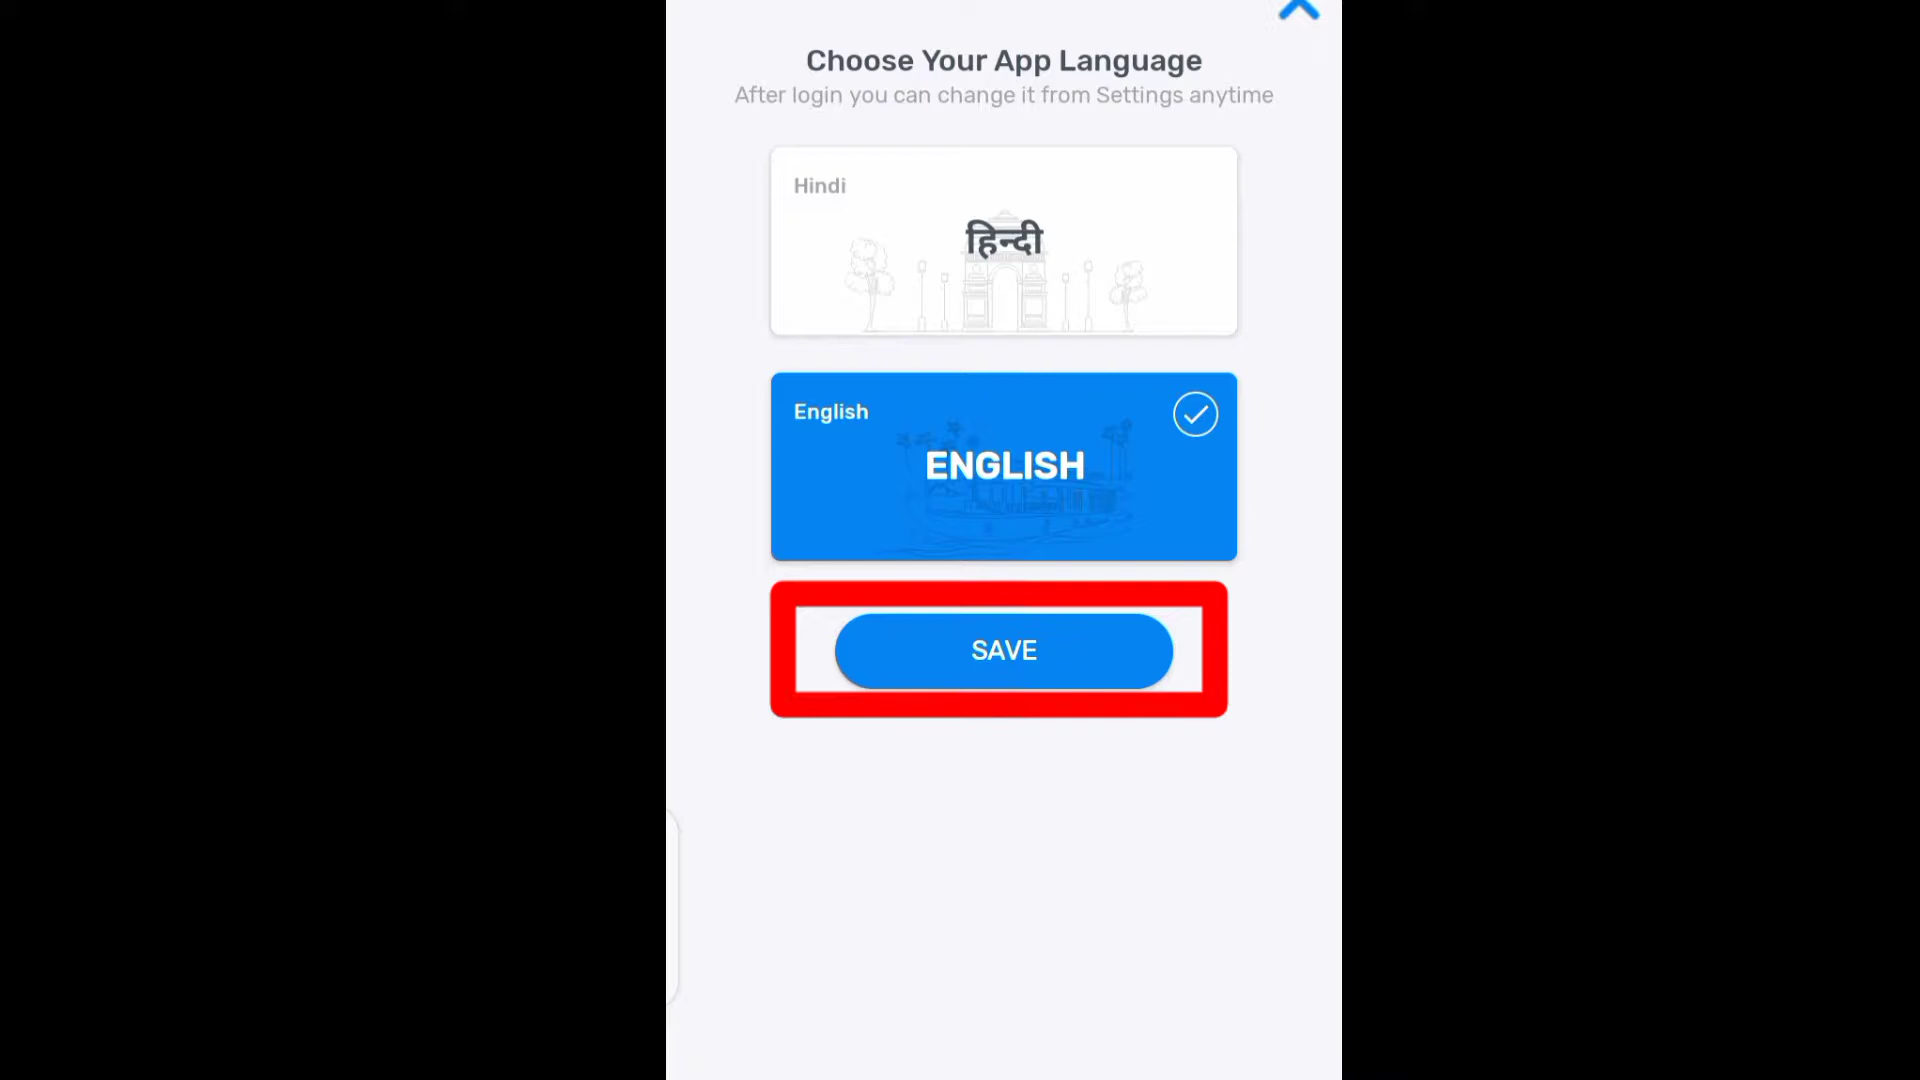 Choose Your App Language
After login you can change it from Settings anytime
Hindi
हिन्दी
English
ENGLISH
SAVE